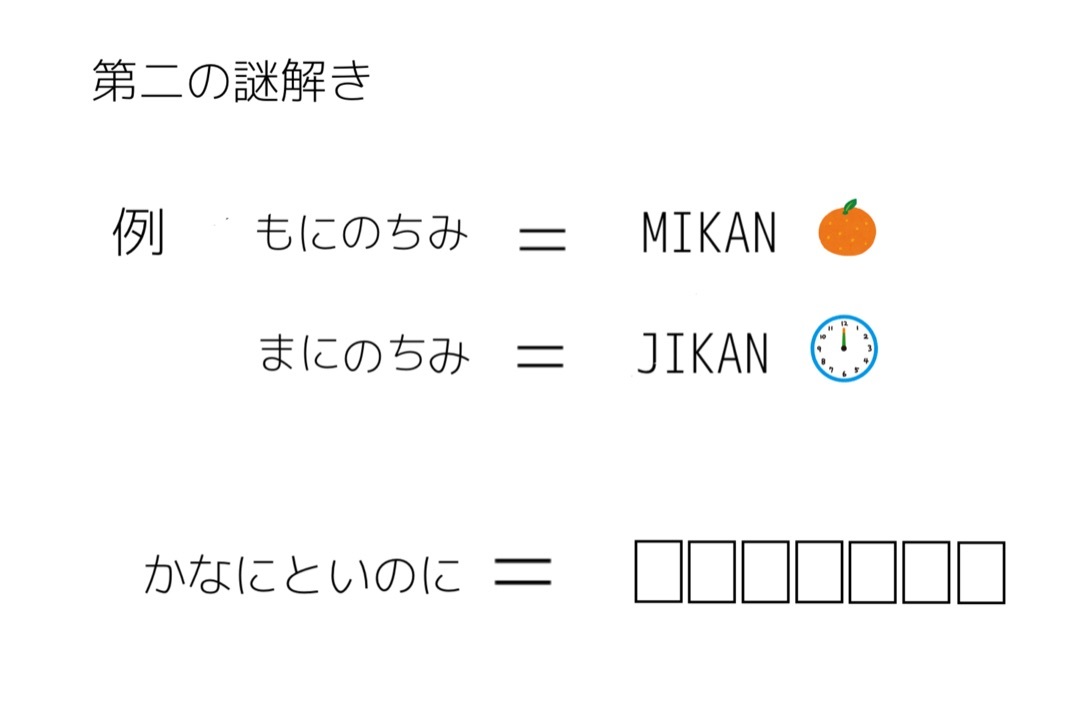 第二の謎解き
例 もにのちみ = MIKAN
まにのちみ = JIKAN
かなにといのに = □□□□□□□